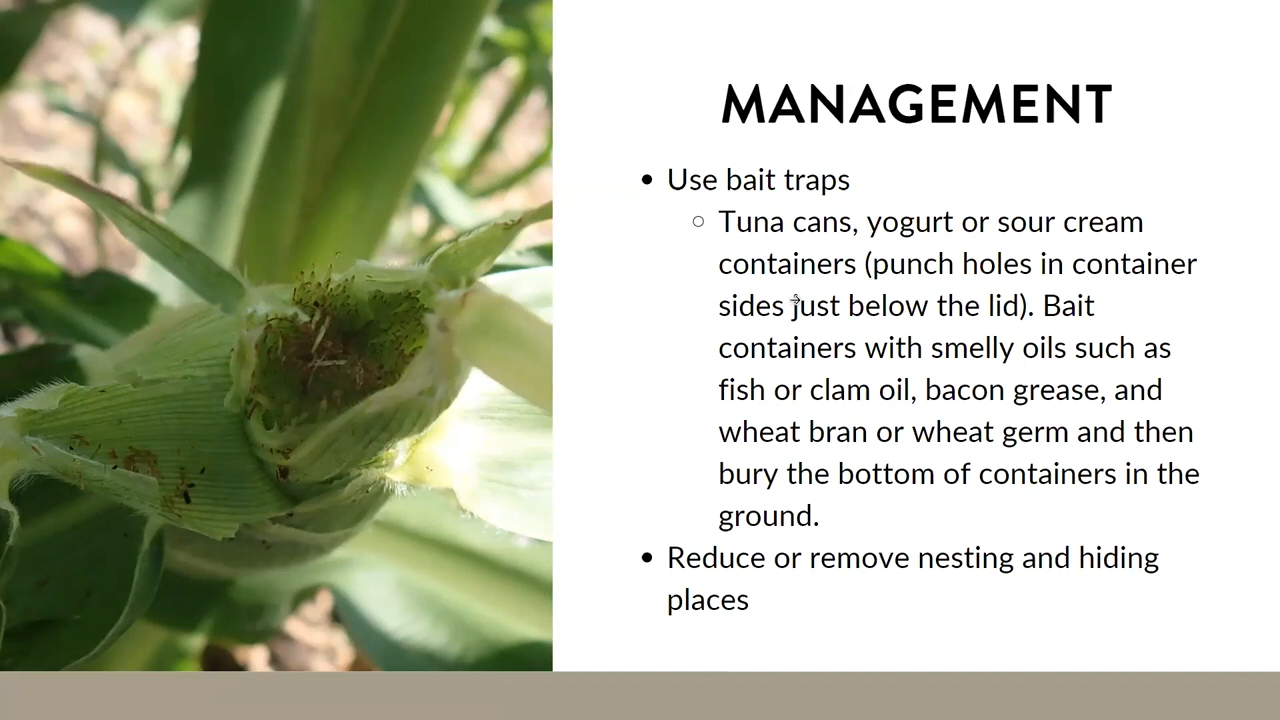 MANAGEMENT
• Use bait traps
○ Tuna cans, yogurt or sour cream
containers (punch holes in container
sides just below the lid). Bait
containers with smelly oils such as
fish or clam oil, bacon grease, and
wheat bran or wheat germ and then
bury the bottom of containers in the
ground.
• Reduce or remove nesting and hiding
places